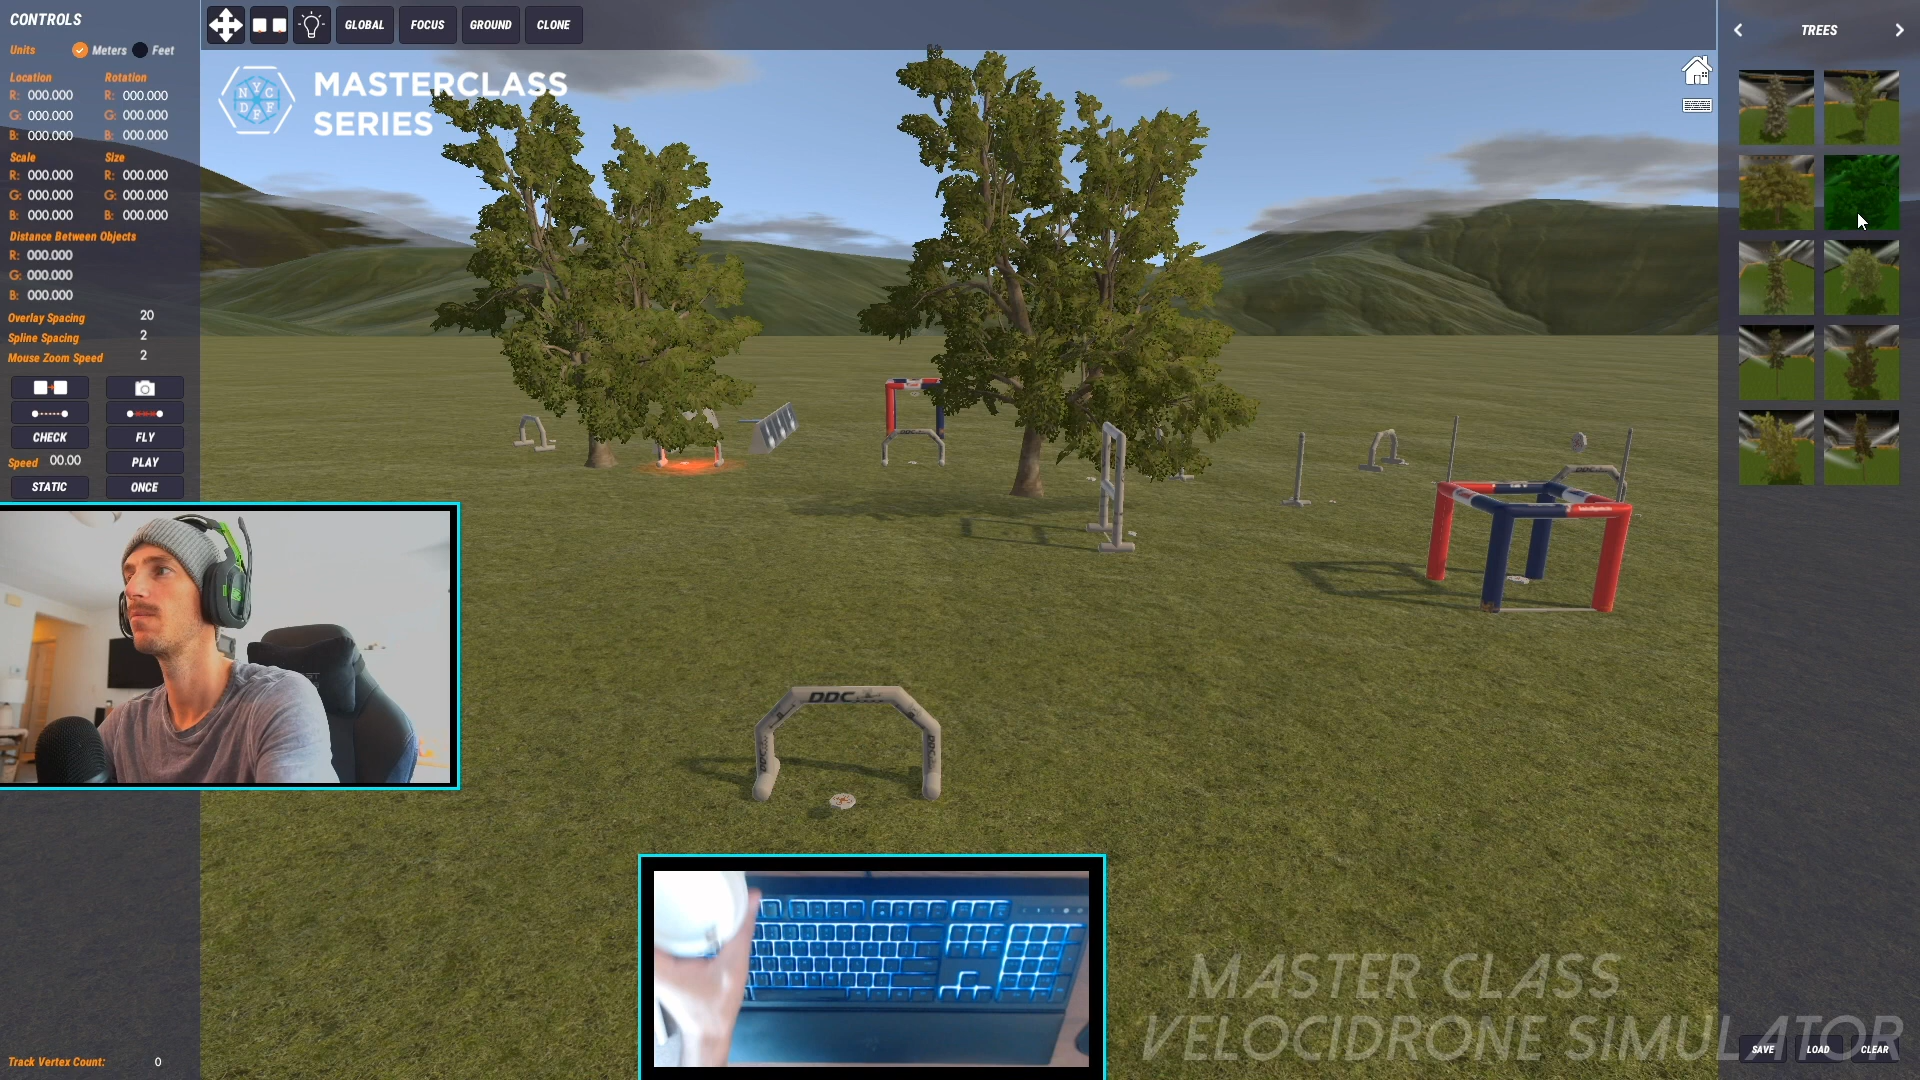 CONTROLS
Units Meters Feet
Location Rotation
R: 000.000 R: 000.000
G: 000.000 G: 000.000
B: 000.000 B: 000.000
Scale Size
R: 000.000 R: 000.000
G: 000.000 G: 000.000
B: 000.000 B: 000.000
Distance Between Objects
R: 000.000
G: 000.000
B: 000.000
Overlay Spacing 20
Spline Spacing 2
Mouse Zoom Speed 2
CHECK FLY
Speed 00.00 PLAY
STATIC ONCE
Track Vertex Count: 0
GLOBAL FOCUS GROUND CLONE
NYC
DFF
MASTERCLASS
SERIES
TREES
DDC
MASTER CLASS
VELOCIDRONE SIMULATOR
SAVE LOAD CLEAR